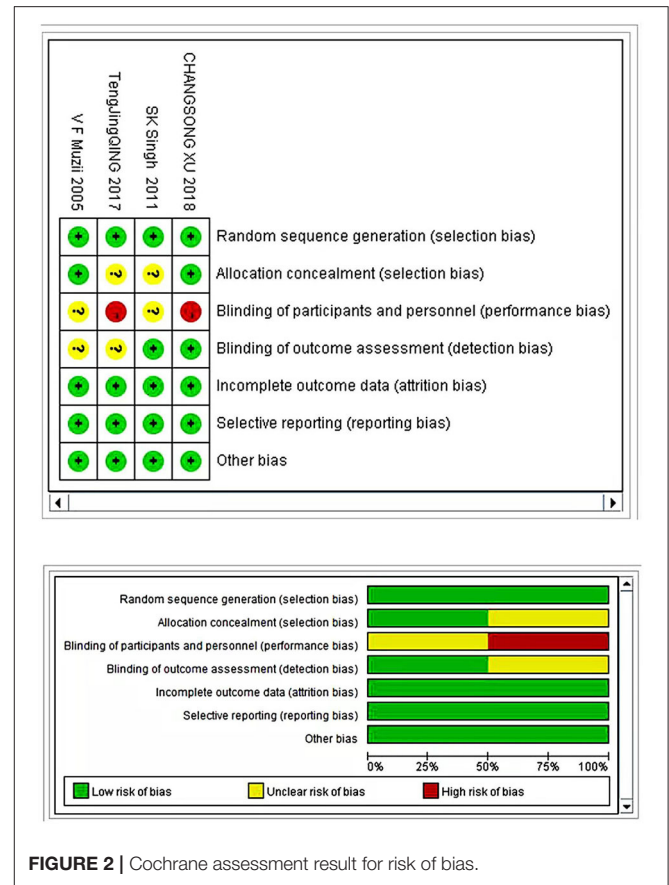 CHANGSONG XU 2018
SK Singh 2011
TengJingQING 2017
V F Muzii 2005
+ + + + Random sequence generation (selection bias)
+ ? ? + Allocation concealment (selection bias)
? ? Blinding of participants and personnel (performance bias)
? ? + + Blinding of outcome assessment (detection bias)
+ + + + Incomplete outcome data (attrition bias)
+ + + + Selective reporting (reporting bias)
+ + + + Other bias
Random sequence generation (selection bias)
Allocation concealment (selection bias)
Blinding of participants and personnel (performance bias)
Blinding of outcome assessment (detection bias)
Incomplete outcome data (attrition bias)
Selective reporting (reporting bias)
Other bias
0% 25% 50% 75% 100%
Low risk of bias Unclear risk of bias High risk of bias
FIGURE 2 | Cochrane assessment result for risk of bias.